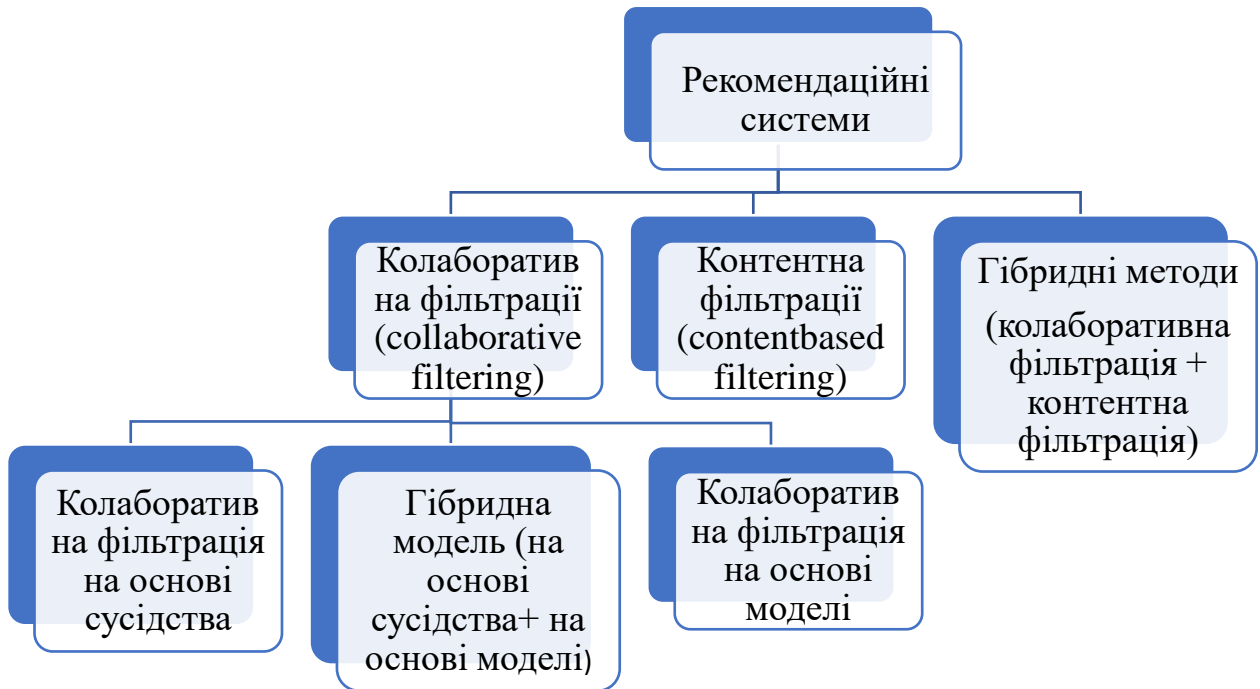 Рекомендаційні
системи
Колаборатив
на фільтрації
(collaborative
filtering)
Контентна
фільтрації
(contentbased
filtering)
Гібридні методи
(колаборативна
фільтрація +
контентна
фільтрація)
Колаборатив
на фільтрація
на основі
сусідства
Гібридна
модель (на
основі
сусідства+ на
основі моделі)
Колаборатив
на фільтрація
на основі
моделі